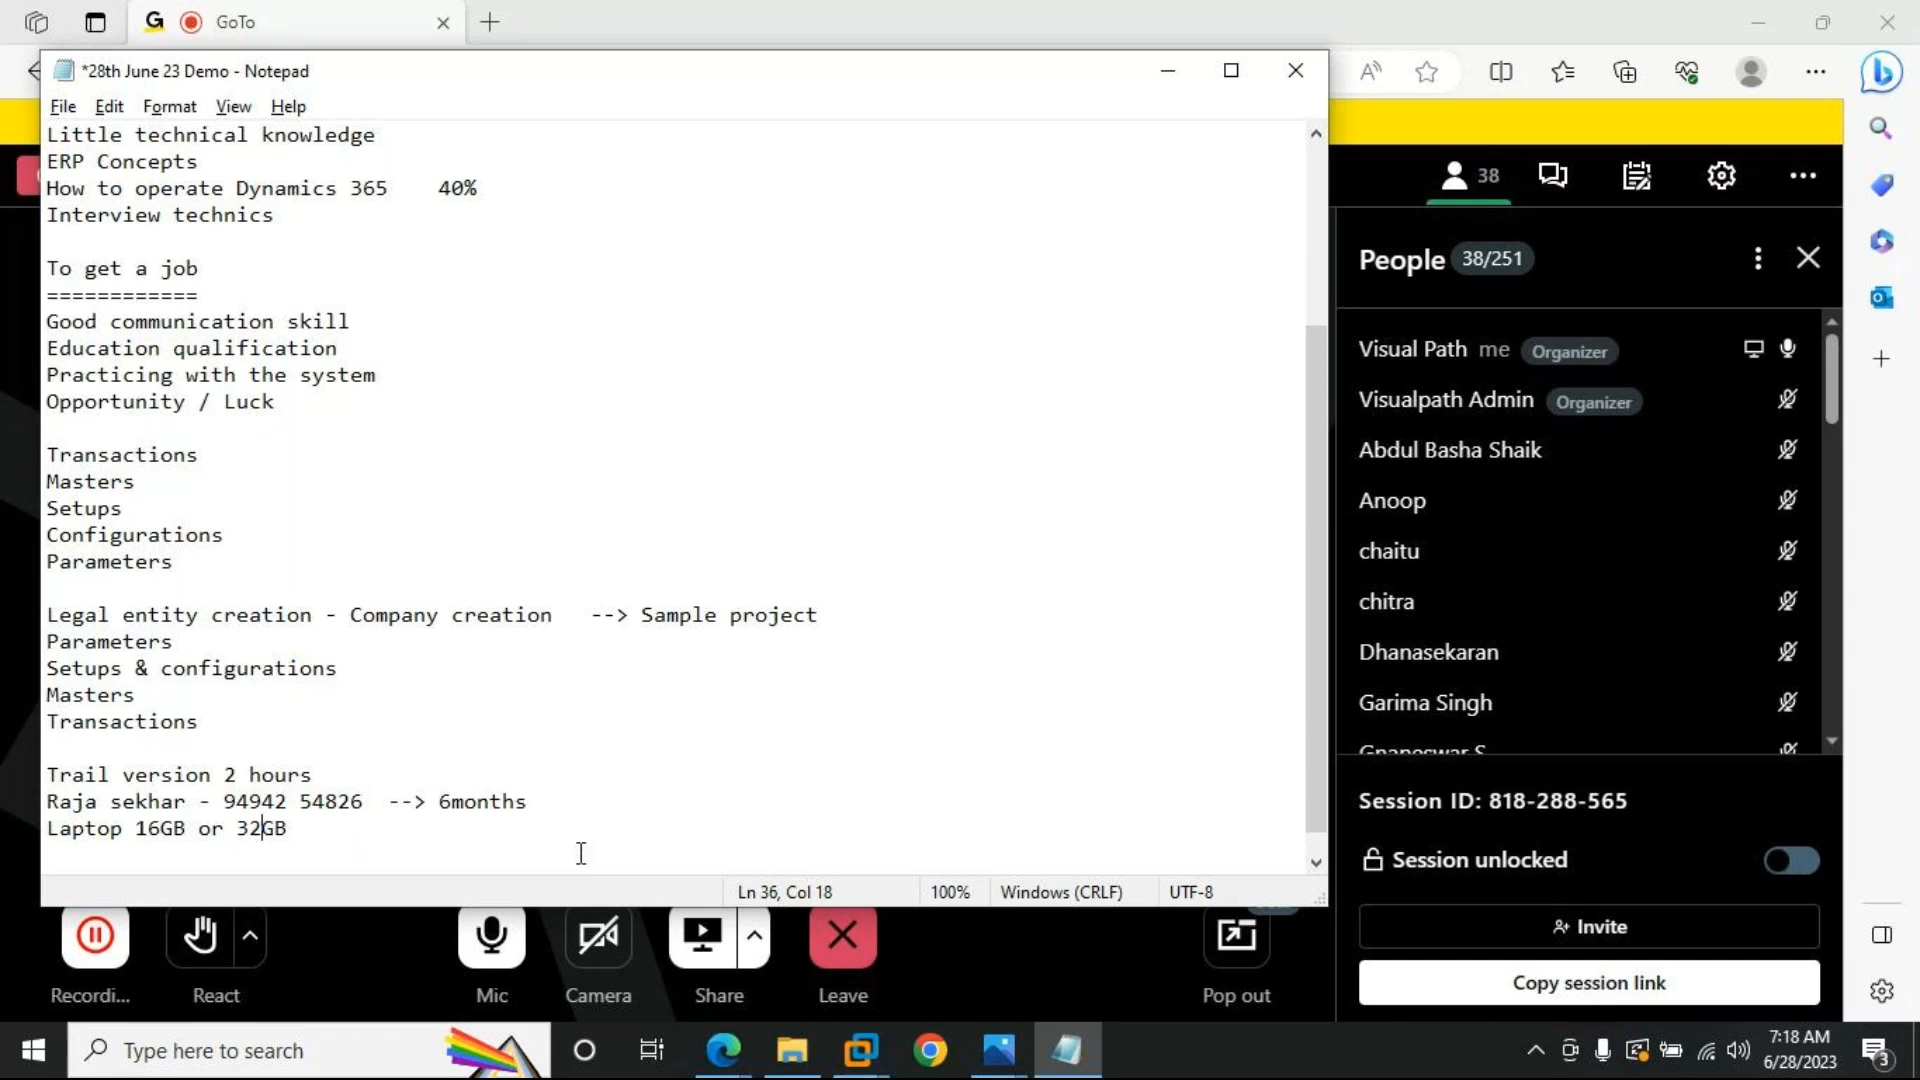 GoTo
*28th June 23 Demo - Notepad
File Edit Format View Help
Little technical knowledge
ERP Concepts
How to operate Dynamics 365 40%
Interview technics
To get a job
============
Good communication skill
Education qualification
Practicing with the system
Opportunity / Luck
Transactions
Masters
Setups
Configurations
Parameters
Legal entity creation - Company creation --> Sample project
Parameters
Setups & configurations
Masters
Transactions
Trail version 2 hours
Raja sekhar - 94942 54826 --> 6months
Laptop 16GB or 32GB
Ln 36, Col 18 100% Windows (CRLF) UTF-8
38
People 38/251
Visual Path me Organizer
Visualpath Admin Organizer
Abdul Basha Shaik
Anoop
chaitu
chitra
Dhanasekaran
Garima Singh
Gnaneswar S
Session ID: 818-288-565
Session unlocked
Invite
Copy session link
Recordi... React Mic Camera Share Leave Pop out
Type here to search
7:18 AM
6/28/2023
3